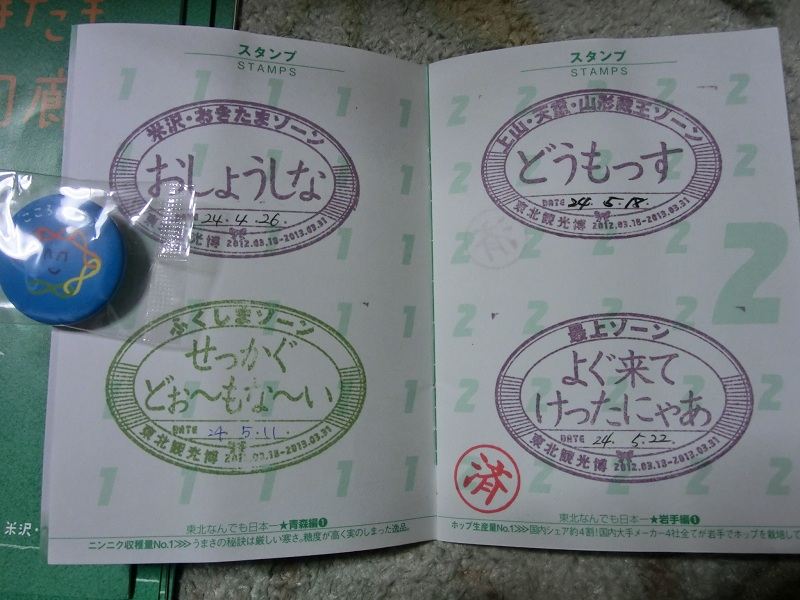 スタンプ
STAMPS
米沢・おきたまゾーン
おしょうしな
24.4.26.
東北観光博 2012.03.18-2013.03.31
ふくしまゾーン
せっかぐ
どぉ〜もな〜い
DATE 24.5.11.
東北観光博 2012.03.18-2013.03.31
東北なんでも日本一★青森編❶
ニンニク収穫量No.1>>>うまさの秘訣は厳しい寒さ。糖度が高く実のしまった逸品。
スタンプ
STAMPS
上山・天童・山形蔵王ゾーン
どうもっす
DATE 24.5.18.
東北観光博 2012.03.18-2013.03.31
済
最上ゾーン
よぐ来て
けったにゃあ
DATE 24.5.22.
東北観光博 2012.03.18-2013.03.31
済
東北なんでも日本一★岩手編❶
ホップ生産量No.1>>>国内シェア約4割!国内大手メーカー4社全てが岩手でホップを栽培して
こころ
米沢・